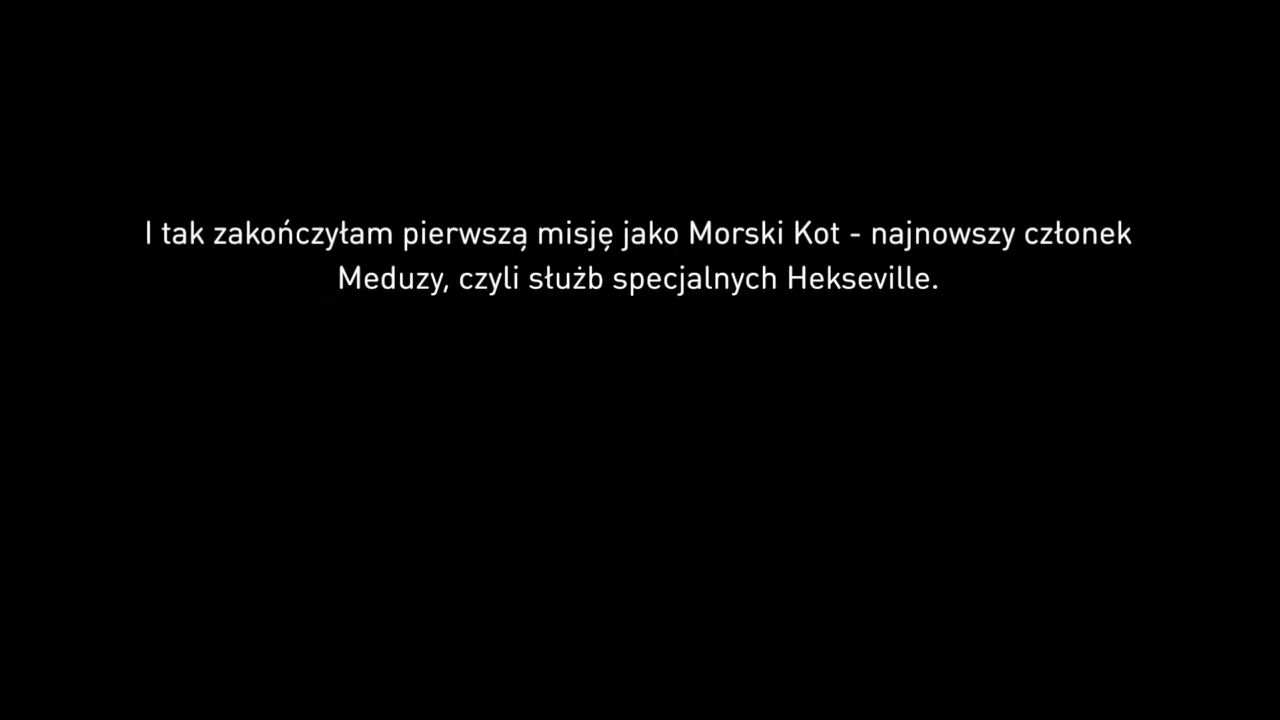 I tak zakończyłam pierwszą misję jako Morski Kot - najnowszy członek
Meduzy, czyli służb specjalnych Hekseville.